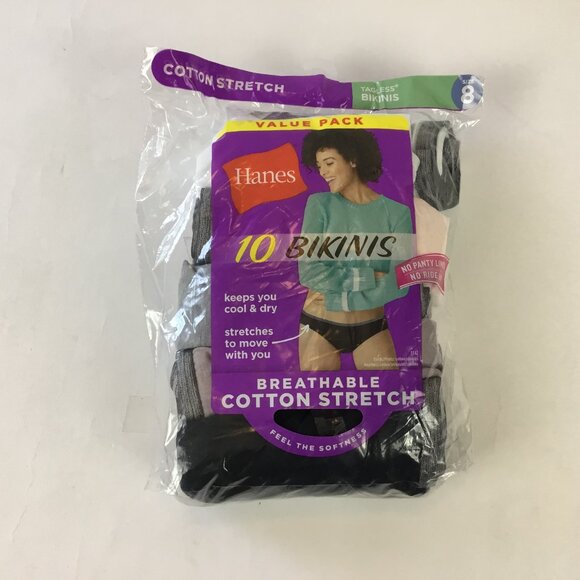 COTTON STRETCH
TAGLESS®
BIKINIS
SIZE
8
VALUE PACK
Hanes
10 BIKINIS
NO PANTY LINE
NO RIDE
keeps you
cool & dry
stretches
to move
with you
BREATHABLE
COTTON STRETCH
FEEL THE SOFTNESS